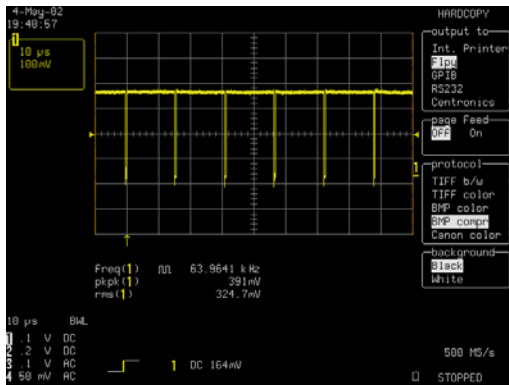 4-May-02
19:40:57
HARDCOPY
output to
Int. Printer
Flpy
GPIB
RS232
Centronics
page feed
OFF On
protocol
TIFF b/w
TIFF color
BMP color
BMP compr
Canon color
background
Black
White
1
10 µs
100mV
1
Freq(1) 63.9641 kHz
pkpk(1) 391mV
rms(1) 324.7mV
10 µs BWL
1 .1 V DC
2 .2 V DC
3 .1 V AC
4 50 mV AC
1 DC 164mV
500 MS/s
STOPPED